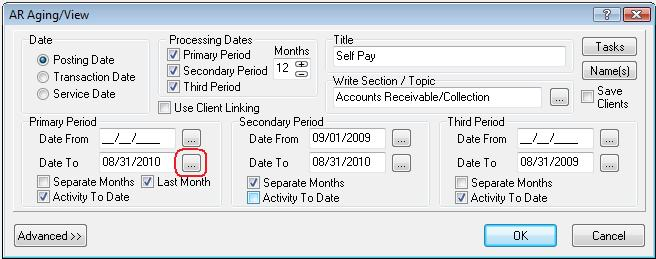 AR Aging/View
Date
Posting Date
Transaction Date
Service Date
Processing Dates
Primary Period
Secondary Period
Third Period
Months
12
Use Client Linking
Title
Self Pay
Write Section / Topic
Accounts Receivable/Collection
...
Tasks
Name(s)
Save Clients
Primary Period
Date From __/__/____ ...
Date To 08/31/2010 ...
Separate Months Last Month
Activity To Date
Secondary Period
Date From 09/01/2009 ...
Date To 08/31/2010 ...
Separate Months
Activity To Date
Third Period
Date From __/__/____ ...
Date To 08/31/2009 ...
Separate Months
Activity To Date
Advanced >>
OK
Cancel